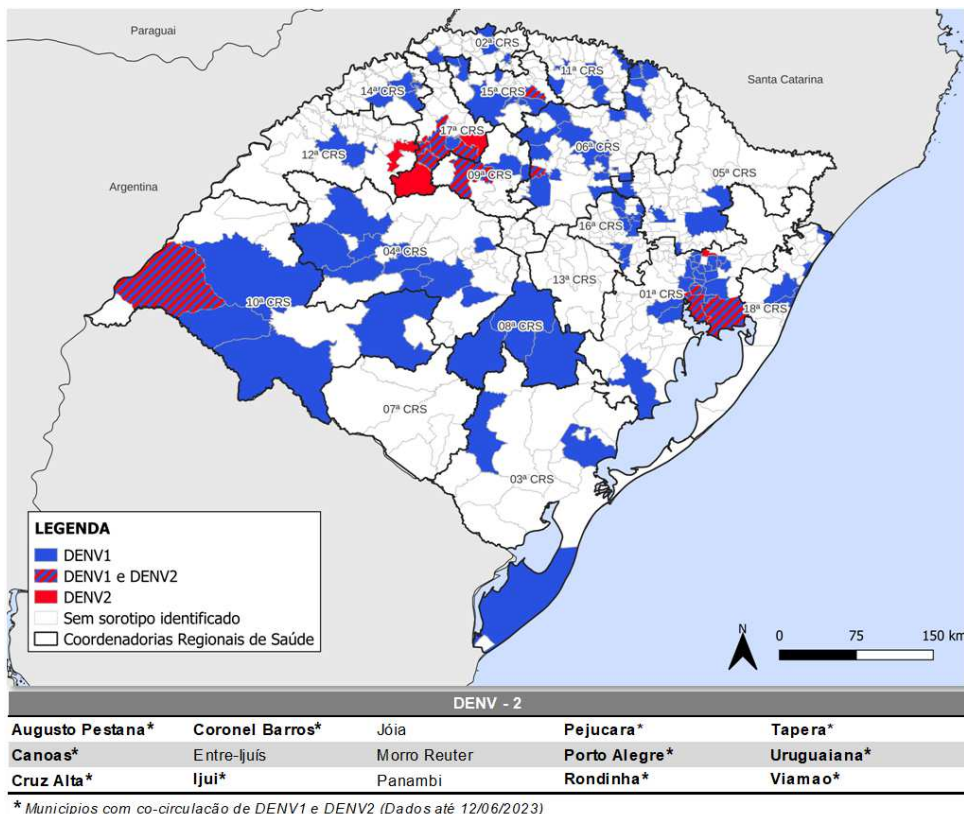 Paraguai
Santa Catarina
Argentina
02ª CRS
11ª CRS
14ª CRS
15ª CRS
17ª CRS
12ª CRS
06ª CRS
09ª CRS
05ª CRS
16ª CRS
04ª CRS
13ª CRS
10ª CRS
01ª CRS
18ª CRS
08ª CRS
07ª CRS
03ª CRS
LEGENDA
DENV1
DENV1 e DENV2
DENV2
Sem sorotipo identificado
Coordenadorias Regionais de Saúde
N
0 75 150 km
DENV - 2
Augusto Pestana* Coronel Barros* Jóia Pejucara* Tapera*
Canoas* Entre-Ijuís Morro Reuter Porto Alegre* Uruguaiana*
Cruz Alta* Ijui* Panambi Rondinha* Viamao*
* Municípios com co-circulação de DENV1 e DENV2 (Dados até 12/06/2023)